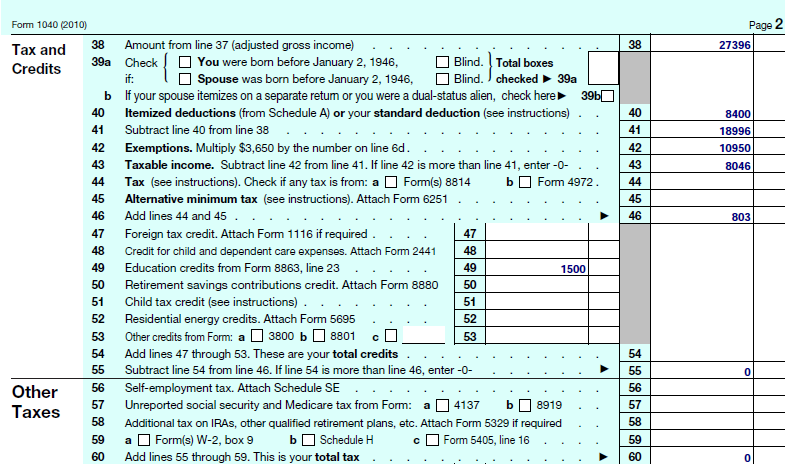 Form 1040 (2010) Page 2
Tax and Credits
38 Amount from line 37 (adjusted gross income) . . . . . . . . . . . . . . 38 27396
39a Check if: { You were born before January 2, 1946, Blind. } Total boxes
Spouse was born before January 2, 1946, Blind. checked ▶ 39a
b If your spouse itemizes on a separate return or you were a dual-status alien, check here ▶ 39b
40 Itemized deductions (from Schedule A) or your standard deduction (see instructions) . . 40 8400
41 Subtract line 40 from line 38 . . . . . . . . . . . . . . . . . . 41 18996
42 Exemptions. Multiply $3,650 by the number on line 6d . . . . . . . . . . . 42 10950
43 Taxable income. Subtract line 42 from line 41. If line 42 is more than line 41, enter -0- . . 43 8046
44 Tax (see instructions). Check if any tax is from: a Form(s) 8814 b Form 4972 . 44
45 Alternative minimum tax (see instructions). Attach Form 6251 . . . . . . . . . 45
46 Add lines 44 and 45 . . . . . . . . . . . . . . . . . . . ▶ 46 803
47 Foreign tax credit. Attach Form 1116 if required . . . . 47
48 Credit for child and dependent care expenses. Attach Form 2441 48
49 Education credits from Form 8863, line 23 . . . . . 49 1500
50 Retirement savings contributions credit. Attach Form 8880 50
51 Child tax credit (see instructions) . . . . . . . . 51
52 Residential energy credits. Attach Form 5695 . . . . 52
53 Other credits from Form: a 3800 b 8801 c 53
54 Add lines 47 through 53. These are your total credits . . . . . . . . . . . . 54
55 Subtract line 54 from line 46. If line 54 is more than line 46, enter -0- . . . . . . ▶ 55 0
Other Taxes
56 Self-employment tax. Attach Schedule SE . . . . . . . . . . . . . . 56
57 Unreported social security and Medicare tax from Form: a 4137 b 8919 . . 57
58 Additional tax on IRAs, other qualified retirement plans, etc. Attach Form 5329 if required . . 58
59 a Form(s) W-2, box 9 b Schedule H c Form 5405, line 16 . . . . 59
60 Add lines 55 through 59. This is your total tax . . . . . . . . . . . . ▶ 60 0